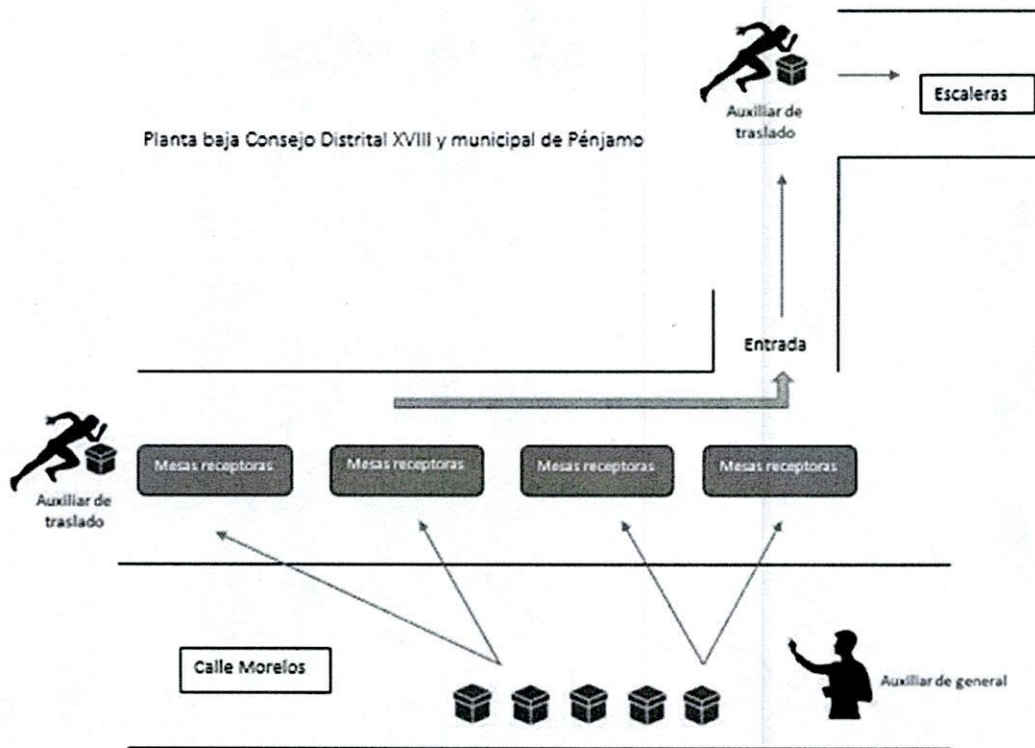 Auxiliar de
traslado
Escaleras
Planta baja Consejo Distrital XVIII y municipal de Pénjamo
Entrada
Auxiliar de
traslado
Mesas receptoras
Mesas receptoras
Mesas receptoras
Mesas receptoras
Calle Morelos
Auxiliar de general